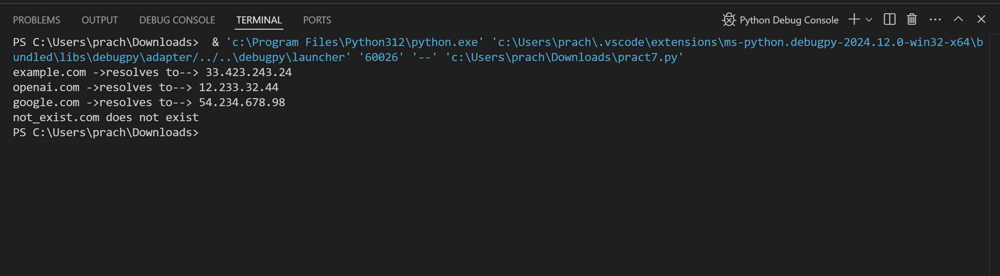 PROBLEMS OUTPUT DEBUG CONSOLE TERMINAL PORTS Python Debug Console
PS C:\Users\prach\Downloads>  & 'c:\Program Files\Python312\python.exe' 'c:\Users\prach\.vscode\extensions\ms-python.debugpy-2024.12.0-win32-x64\b
undled\libs\debugpy\adapter/../..\debugpy\launcher' '60026' '--' 'c:\Users\prach\Downloads\pract7.py'
example.com ->resolves to--> 33.423.243.24
openai.com ->resolves to--> 12.233.32.44
google.com ->resolves to--> 54.234.678.98
not_exist.com does not exist
PS C:\Users\prach\Downloads>